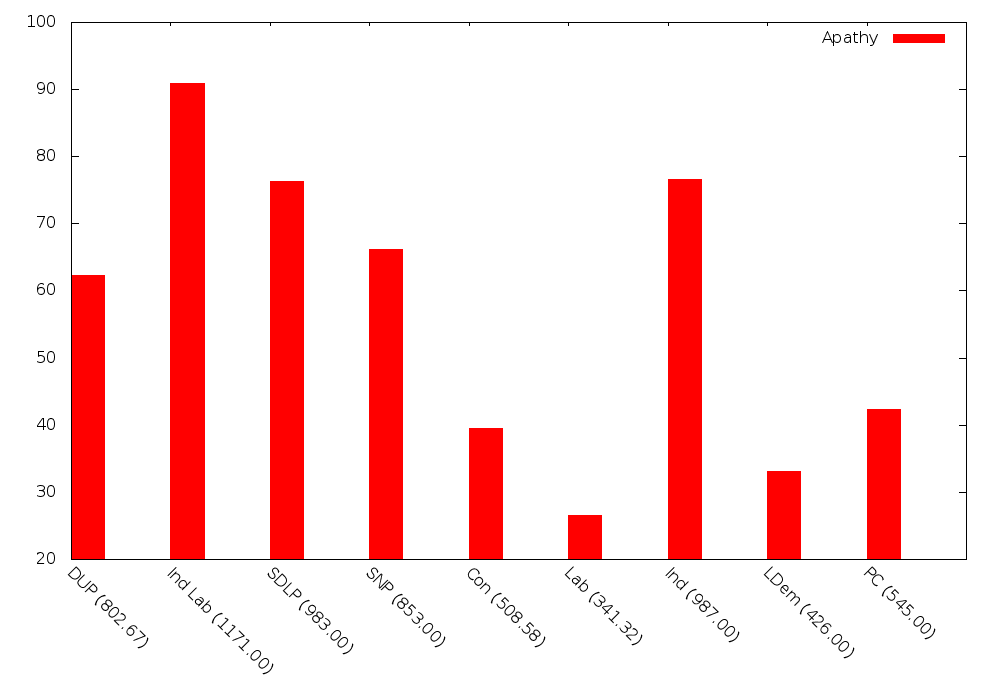 100
Apathy
90
80
70
60
50
40
30
20
DUP (802.67)
Ind Lab (1171.00)
SDLP (983.00)
SNP (853.00)
Con (508.58)
Lab (341.32)
Ind (987.00)
LDem (426.00)
PC (545.00)